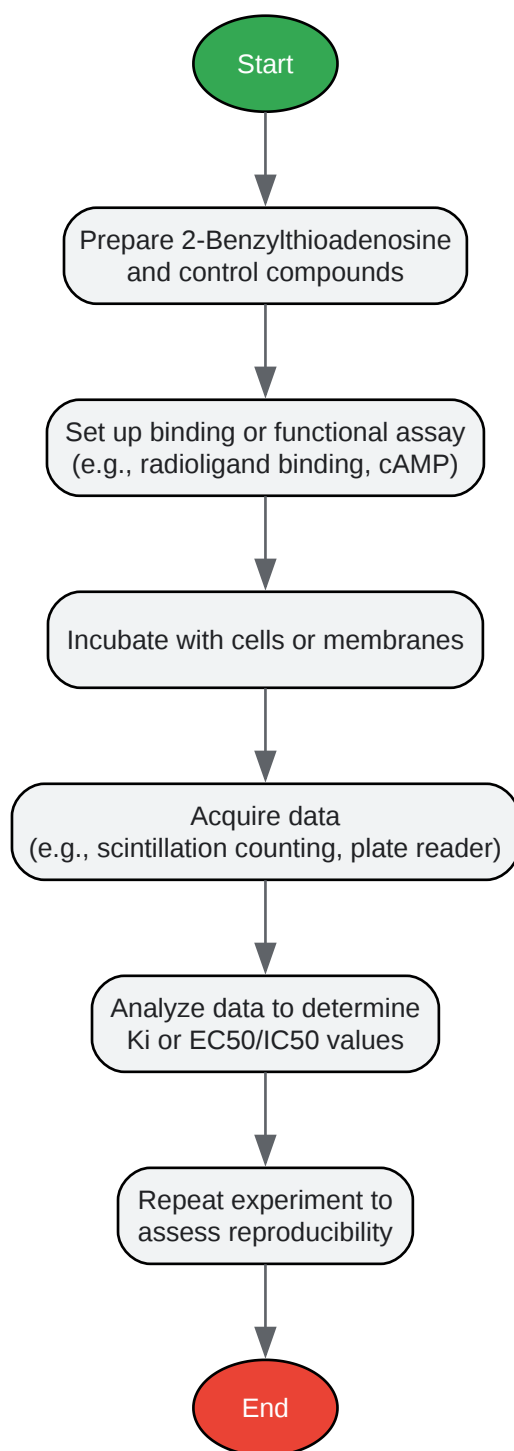 Start
Prepare 2-Benzylthioadenosine
and control compounds
Set up binding or functional assay
(e.g., radioligand binding, cAMP)
Incubate with cells or membranes
Acquire data
(e.g., scintillation counting, plate reader)
Analyze data to determine
Ki or EC50/IC50 values
Repeat experiment to
assess reproducibility
End